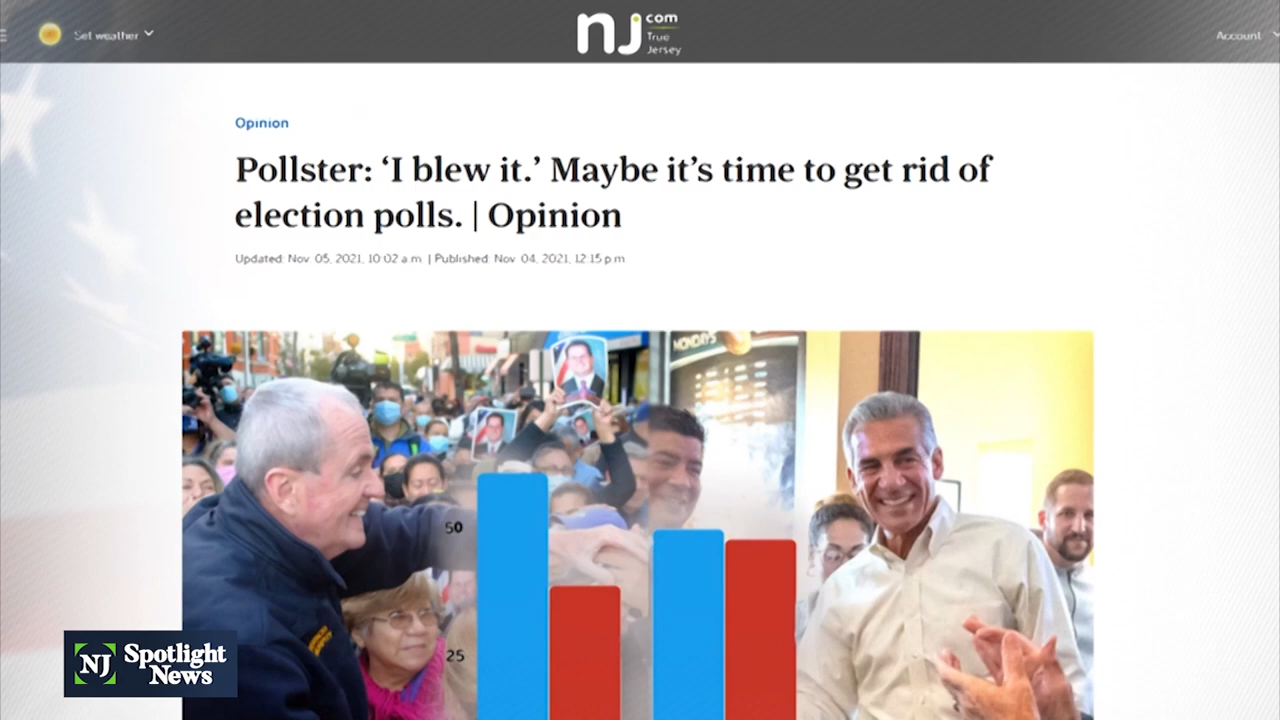 Set weather
nj
com
True
Jersey
Account
Opinion
Pollster: ‘I blew it.’ Maybe it’s time to get rid of
election polls. | Opinion
Updated: Nov. 05, 2021, 10:02 a.m. | Published: Nov. 04, 2021, 12:15 p.m.
MONDAYS
50
25
NJ Spotlight
News